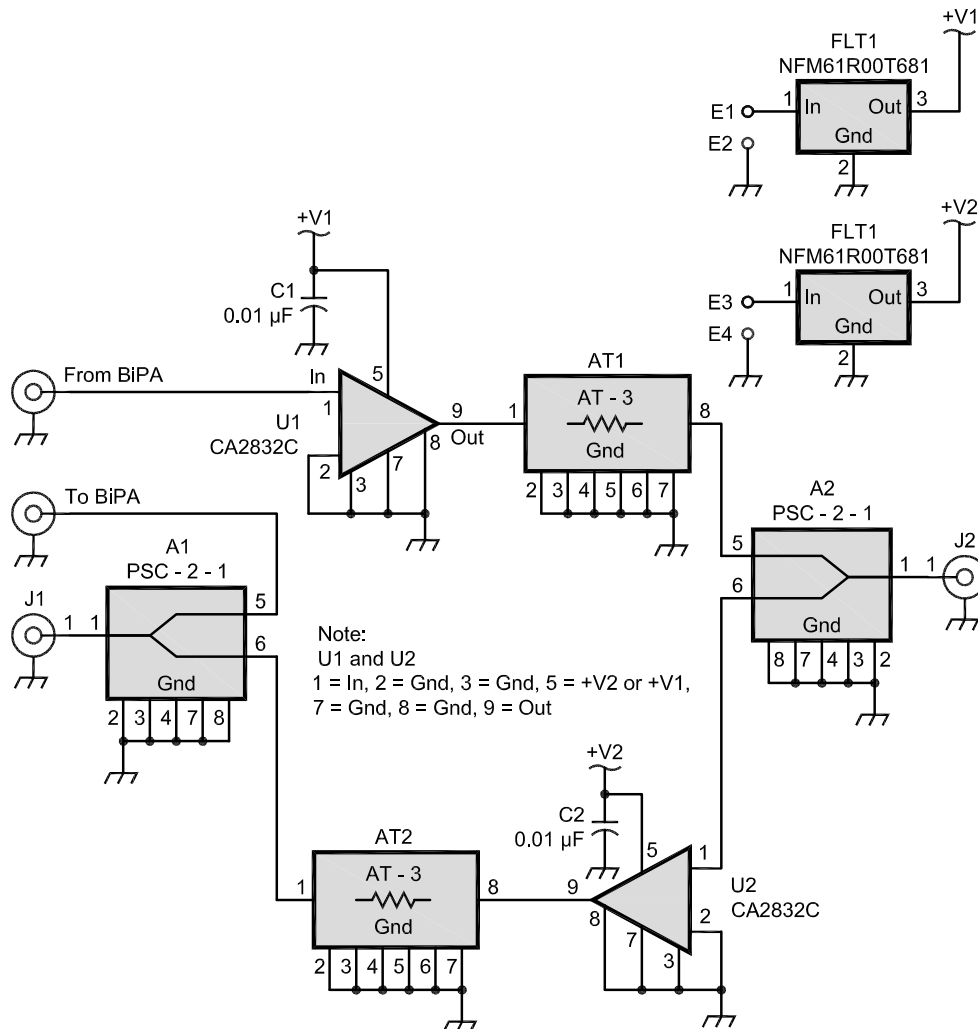 +V1
FLT1
NFM61R00T681
E1
1
In
Out
3
Gnd
E2
2
+V2
FLT1
NFM61R00T681
E3
1
In
Out
3
Gnd
E4
2
+V1
C1
0.01 µF
From BiPA
In
1
5
U1
CA2832C
2
3
7
8
9
Out
AT1
1
AT - 3
Gnd
8
2
3
4
5
6
7
To BiPA
A1
PSC - 2 - 1
J1
1
1
5
6
Gnd
2
3
4
7
8
A2
PSC - 2 - 1
5
6
1
1
J2
Gnd
8
7
4
3
2
Note:
U1 and U2
1 = In, 2 = Gnd, 3 = Gnd, 5 = +V2 or +V1,
7 = Gnd, 8 = Gnd, 9 = Out
+V2
C2
0.01 µF
AT2
1
AT - 3
Gnd
8
2
3
4
5
6
7
9
5
1
2
8
7
3
U2
CA2832C